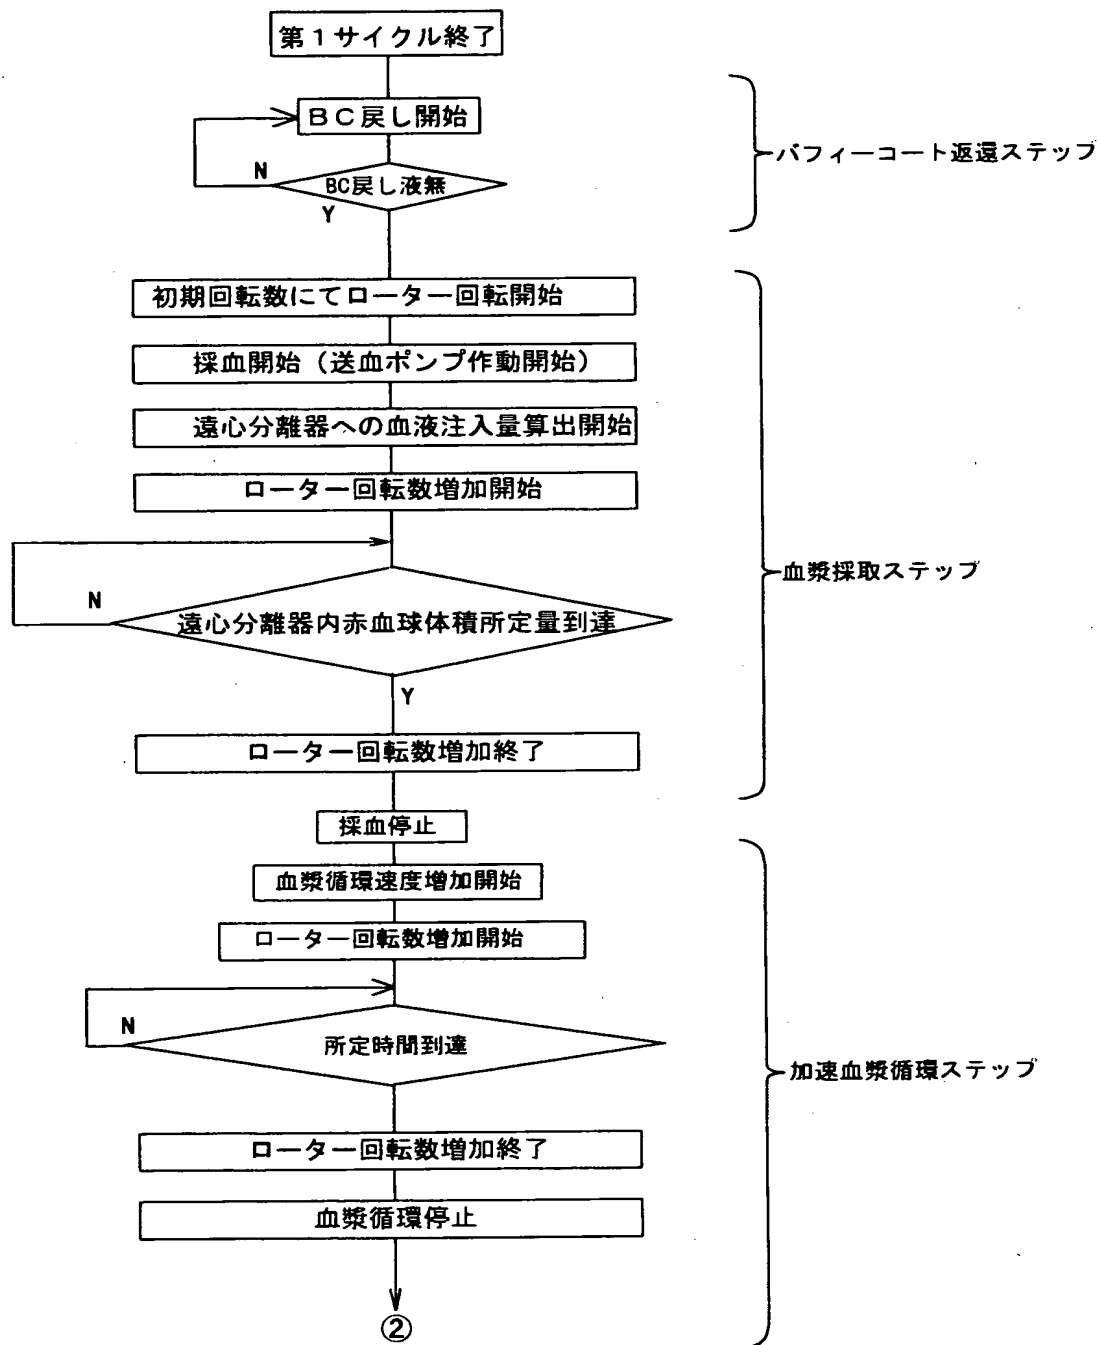 第1サイクル終了
BC戻し開始
バフィーコート返還ステップ
N
BC戻し液無
Y
初期回転数にてローター回転開始
採血開始(送血ポンプ作動開始)
遠心分離器への血液注入量算出開始
ローター回転数増加開始
血漿採取ステップ
N
遠心分離器内赤血球体積所定量到達
Y
ローター回転数増加終了
採血停止
血漿循環速度増加開始
ローター回転数増加開始
N
所定時間到達
加速血漿循環ステップ
ローター回転数増加終了
血漿循環停止
②